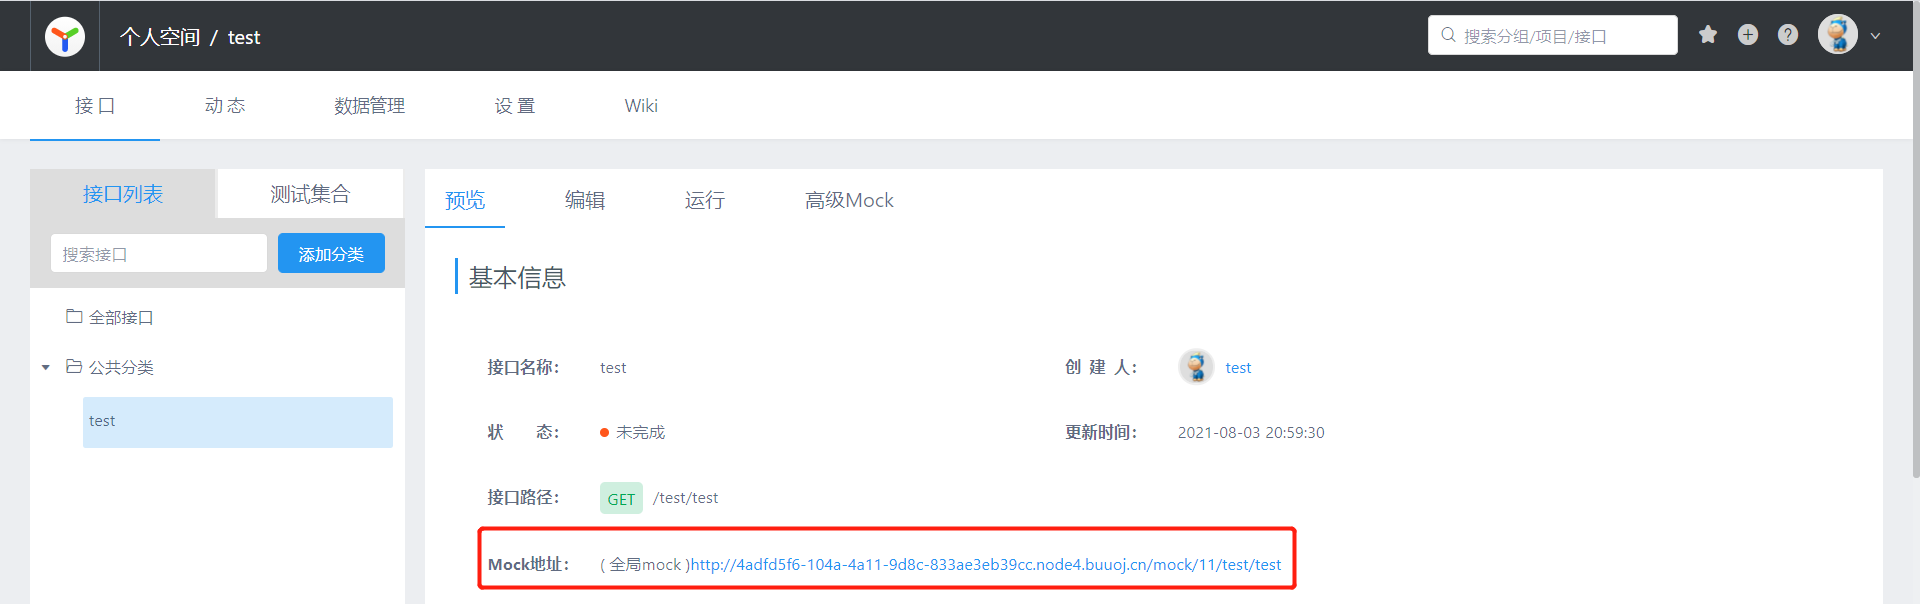 个人空间 / test
搜索分组/项目/接口
接 口 动 态 数据管理 设 置 Wiki
接口列表 测试集合
搜索接口 添加分类
全部接口
公共分类
test
预览 编辑 运行 高级Mock
基本信息
接口名称： test 创 建 人： test
状 态： 未完成 更新时间： 2021-08-03 20:59:30
接口路径： GET /test/test
Mock地址： ( 全局mock )http://4adfd5f6-104a-4a11-9d8c-833ae3eb39cc.node4.buuoj.cn/mock/11/test/test